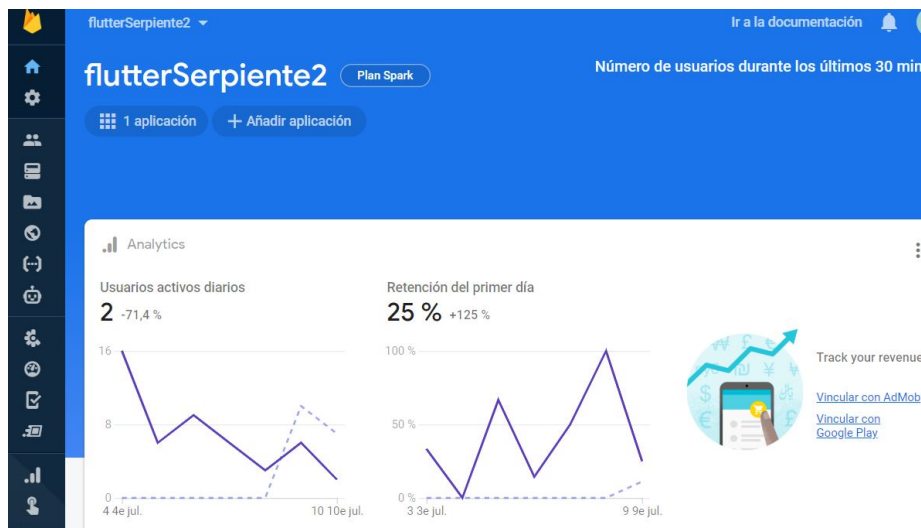 flutterSerpiente2
Ir a la documentación
flutterSerpiente2
Plan Spark
Número de usuarios durante los últimos 30 min
1 aplicación
+ Añadir aplicación
Analytics
Usuarios activos diarios
2 -71,4 %
16
8
0
4 4e jul.
10 10e jul.
Retención del primer día
25 % +125 %
100 %
50 %
0 %
3 3e jul.
9 9e jul.
Track your revenue
Vincular con AdMob
Vincular con
Google Play